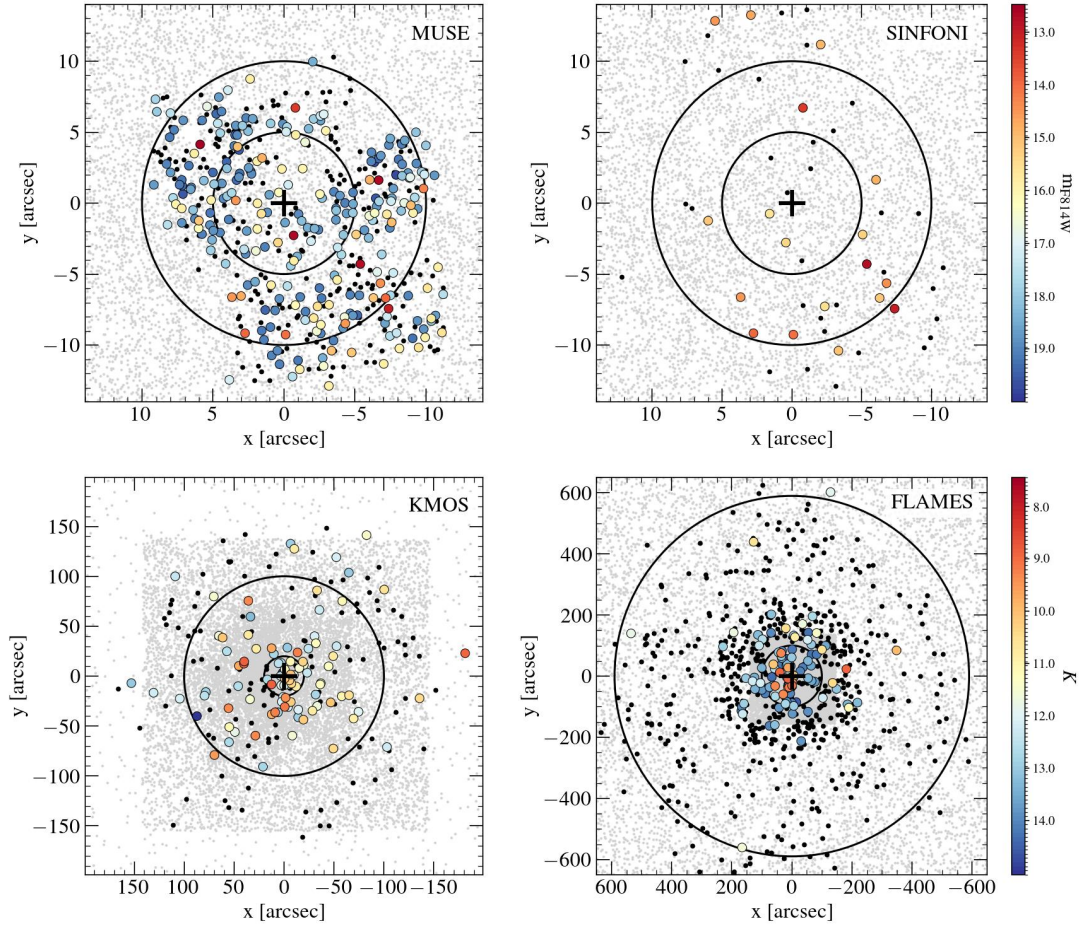 MUSE
10
5
0
−5
−10
y [arcsec]
10 5 0 −5 −10
x [arcsec]
SINFONI
10
5
0
−5
−10
y [arcsec]
10 5 0 −5 −10
x [arcsec]
13.0
14.0
15.0
16.0
17.0
18.0
19.0
mF814W
KMOS
150
100
50
0
−50
−100
−150
y [arcsec]
150 100 50 0 −50 −100 −150
x [arcsec]
FLAMES
600
400
200
0
−200
−400
−600
y [arcsec]
600 400 200 0 −200 −400 −600
x [arcsec]
8.0
9.0
10.0
11.0
12.0
13.0
14.0
K